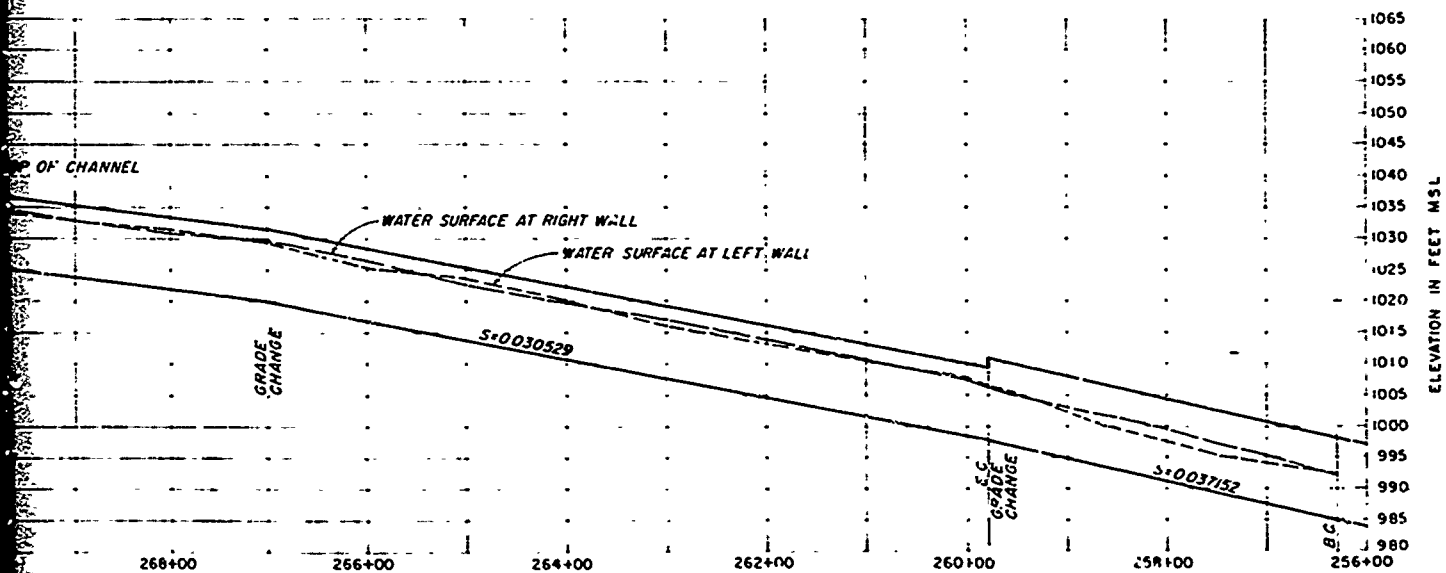 1065
1060
1055
1050
1045
1040
1035
1030
1025
1020
1015
1010
1005
1000
995
990
985
980
ELEVATION IN FEET MSL
P OF CHANNEL
WATER SURFACE AT RIGHT WALL
WATER SURFACE AT LEFT WALL
S=0.030529
GRADE CHANGE
E.C.
GRADE CHANGE
S=0.037152
B.C.
268+00
266+00
264+00
262+00
260+00
258+00
256+00